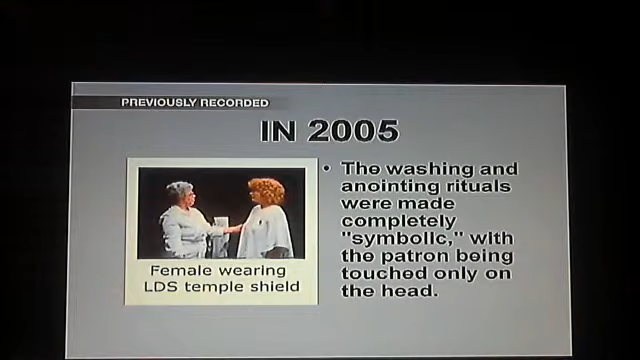 PREVIOUSLY RECORDED
IN 2005
• The washing and
anointing rituals
were made
completely
"symbolic," with
the patron being
touched only on
the head.
Female wearing
LDS temple shield